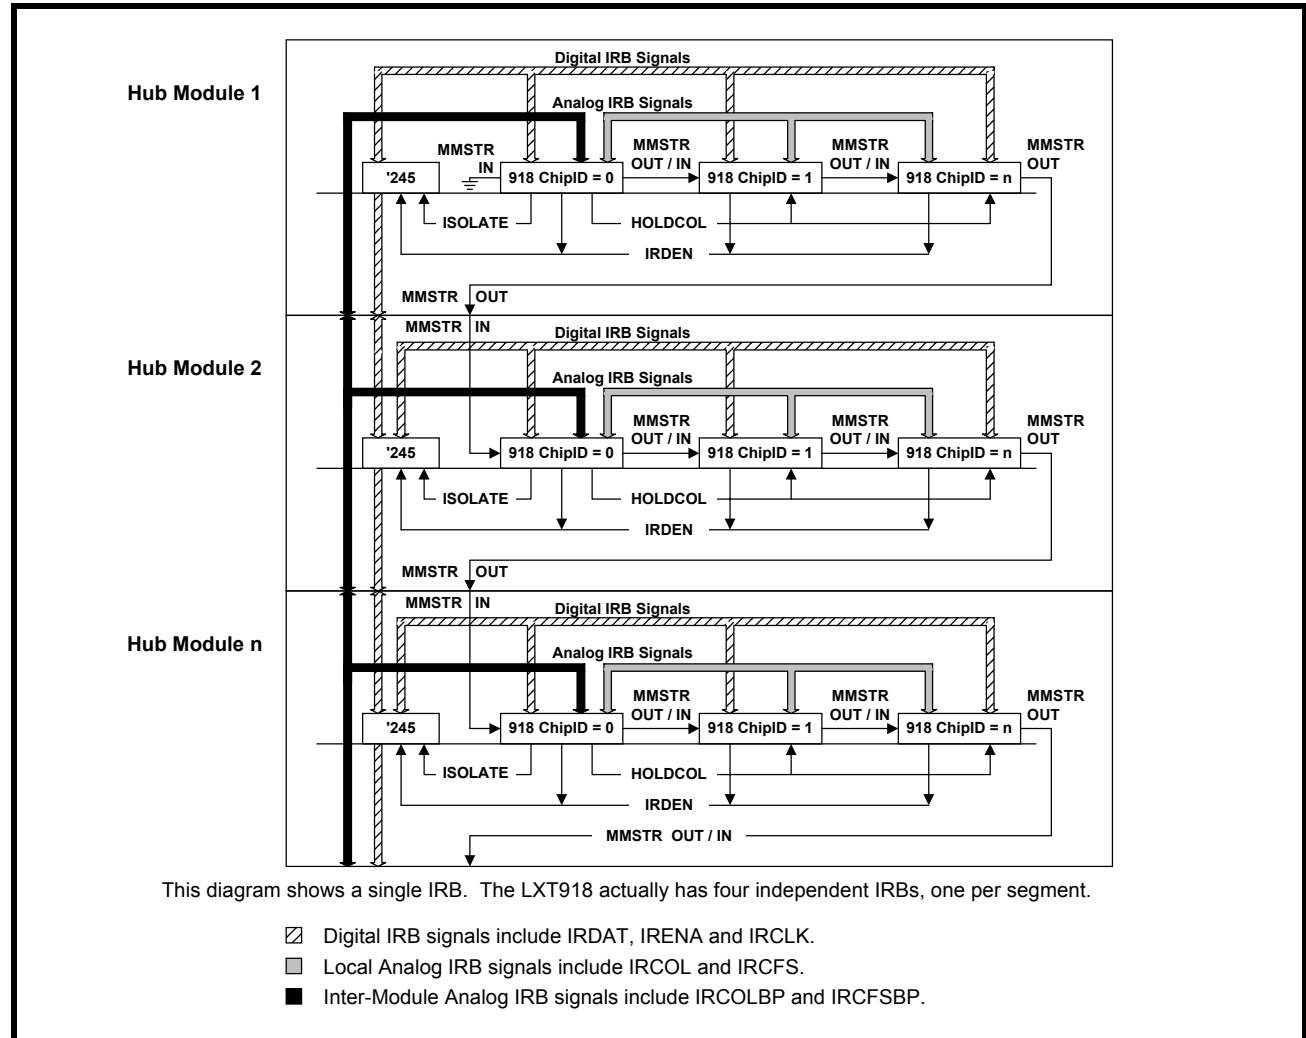 Digital IRB Signals
Hub Module 1
Analog IRB Signals
MMSTR IN
MMSTR OUT / IN
MMSTR OUT / IN
MMSTR OUT
'245
918 ChipID = 0
918 ChipID = 1
918 ChipID = n
ISOLATE
HOLDCOL
IRDEN
MMSTR OUT
MMSTR IN
Digital IRB Signals
Hub Module 2
Analog IRB Signals
MMSTR OUT / IN
MMSTR OUT / IN
MMSTR OUT
'245
918 ChipID = 0
918 ChipID = 1
918 ChipID = n
ISOLATE
HOLDCOL
IRDEN
MMSTR OUT
MMSTR IN
Digital IRB Signals
Hub Module n
Analog IRB Signals
MMSTR OUT / IN
MMSTR OUT / IN
MMSTR OUT
'245
918 ChipID = 0
918 ChipID = 1
918 ChipID = n
ISOLATE
HOLDCOL
IRDEN
MMSTR OUT / IN
This diagram shows a single IRB. The LXT918 actually has four independent IRBs, one per segment.
Digital IRB signals include IRDAT, IRENA and IRCLK.
Local Analog IRB signals include IRCOL and IRCFS.
Inter-Module Analog IRB signals include IRCOLBP and IRCFSBP.